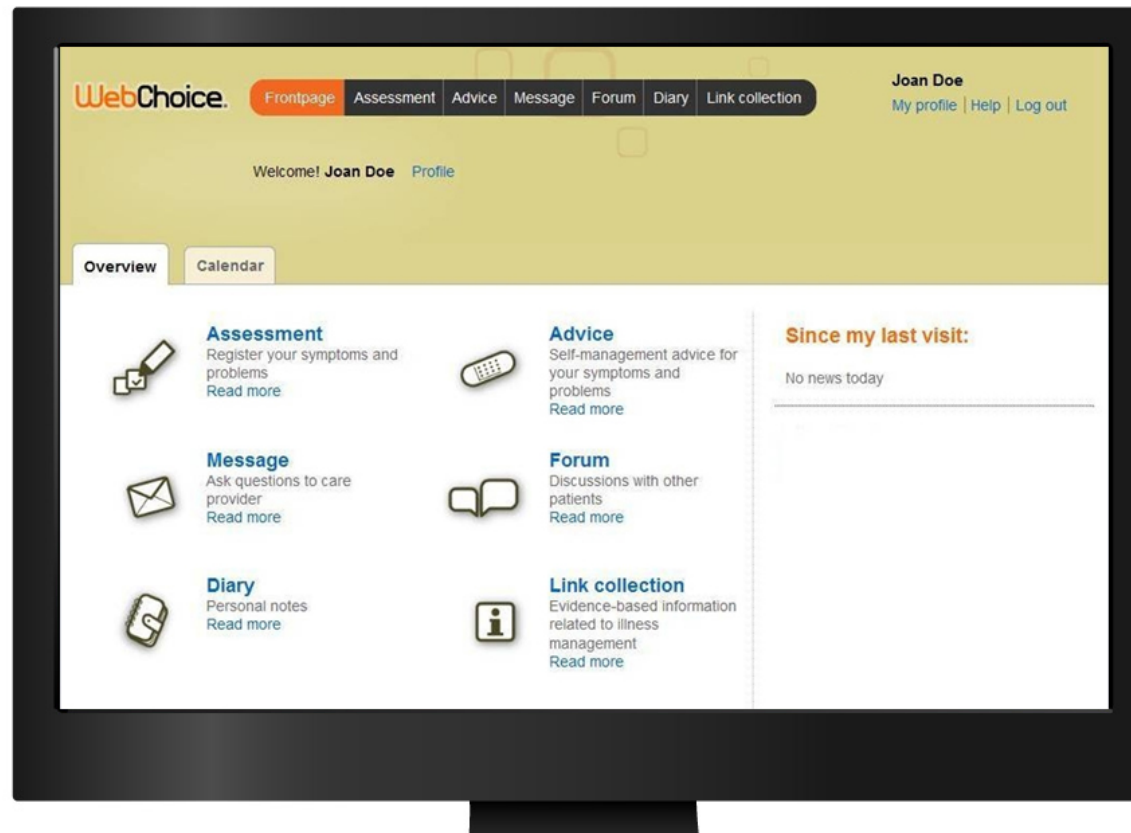 WebChoice.
Frontpage Assessment Advice Message Forum Diary Link collection
Joan Doe
My profile | Help | Log out
Welcome! Joan Doe Profile
Overview Calendar
Assessment
Register your symptoms and
problems
Read more
Advice
Self-management advice for
your symptoms and
problems
Read more
Message
Ask questions to care
provider
Read more
Forum
Discussions with other
patients
Read more
Diary
Personal notes
Read more
Link collection
Evidence-based information
related to illness
management
Read more
Since my last visit:
No news today